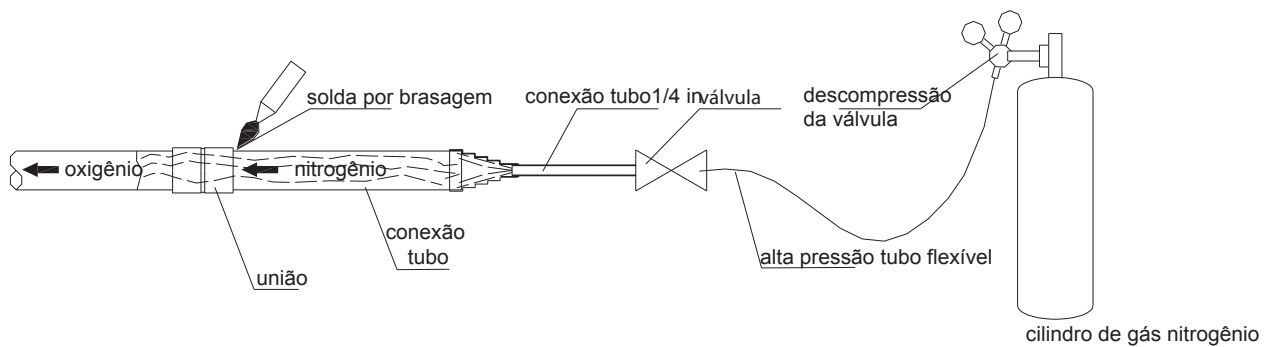 solda por brasagem
conexão tubo1/4 in
válvula
descompressão
da válvula
oxigênio
nitrogênio
conexão
tubo
união
alta pressão tubo flexível
cilindro de gás nitrogênio